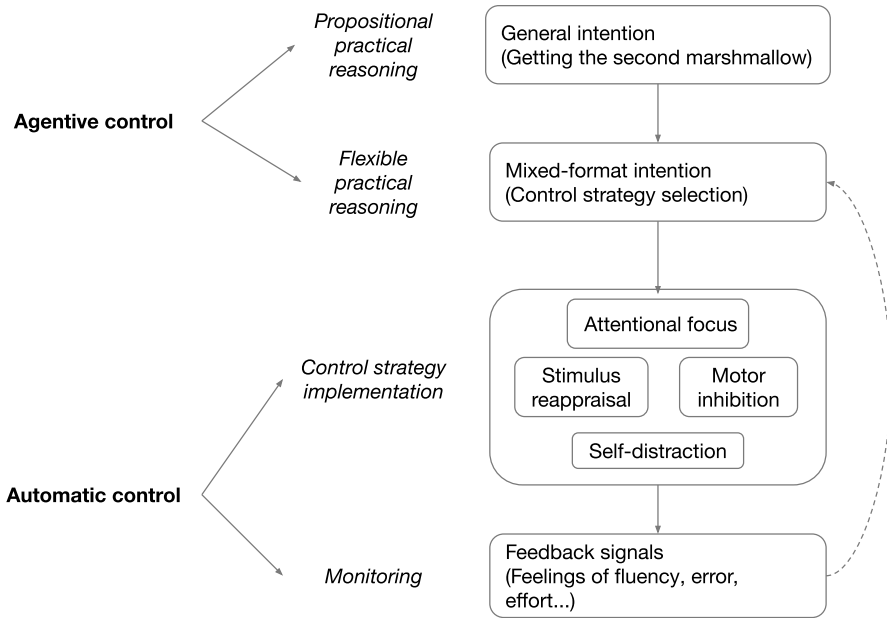 Propositional
practical
reasoning
General intention
(Getting the second marshmallow)
Agentive control
Flexible
practical
reasoning
Mixed-format intention
(Control strategy selection)
Attentional focus
Control strategy
implementation
Stimulus
reappraisal
Motor
inhibition
Self-distraction
Automatic control
Monitoring
Feedback signals
(Feelings of fluency, error,
effort...)